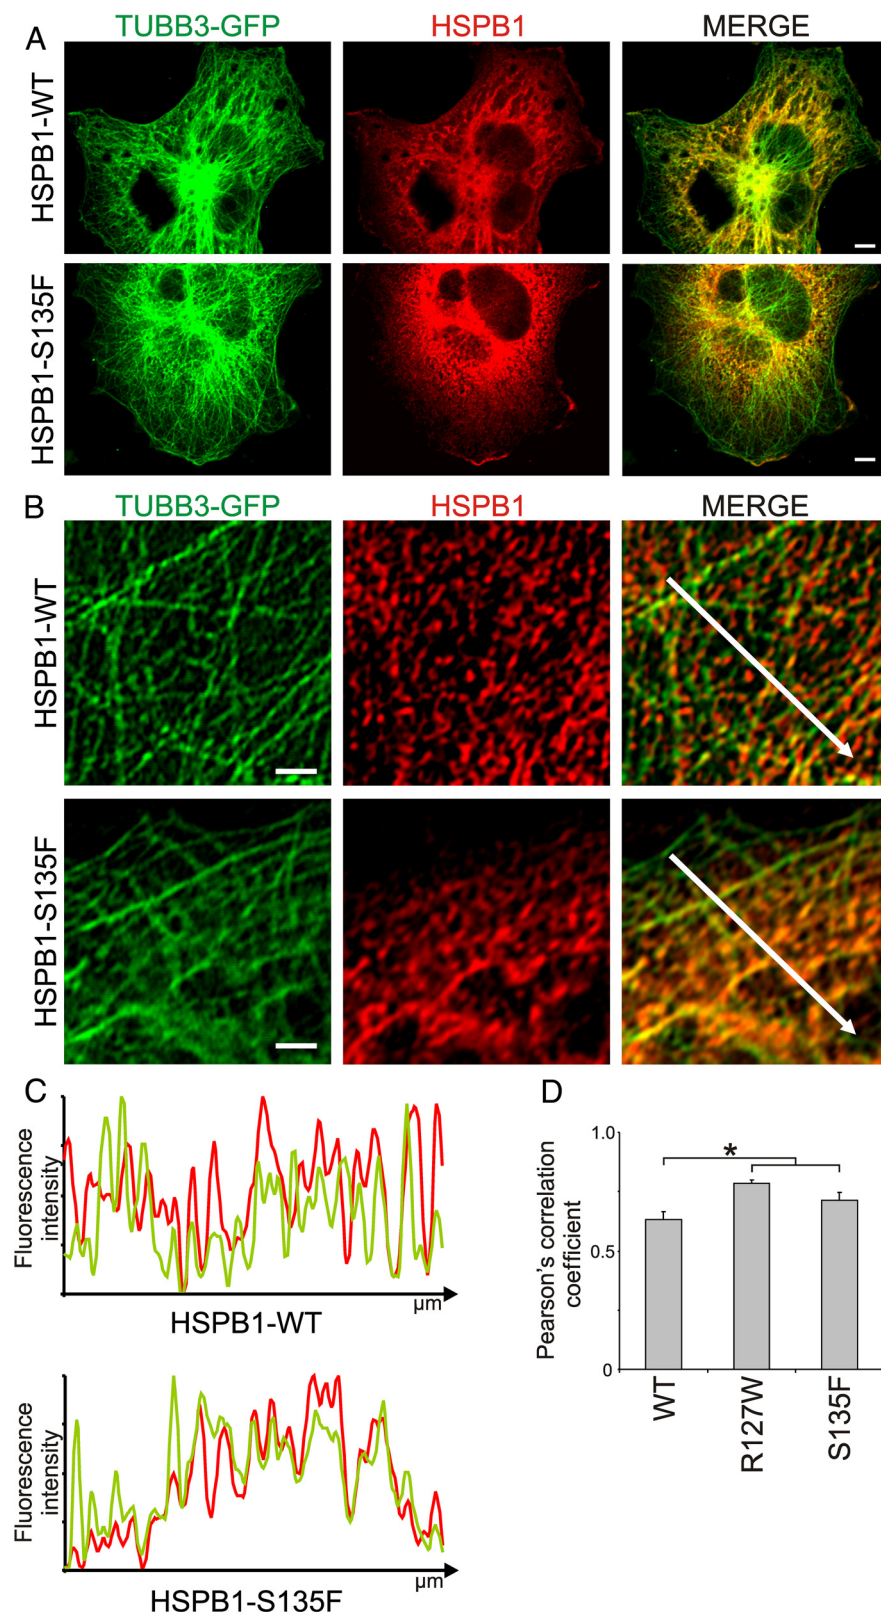 A
TUBB3-GFP
HSPB1
MERGE
HSPB1-WT
HSPB1-S135F
B
TUBB3-GFP
HSPB1
MERGE
HSPB1-WT
HSPB1-S135F
C
Fluorescence
intensity
µm
HSPB1-WT
Fluorescence
intensity
µm
HSPB1-S135F
D
Pearson's correlation
coefficient
1.0
0.5
0
*
WT
R127W
S135F